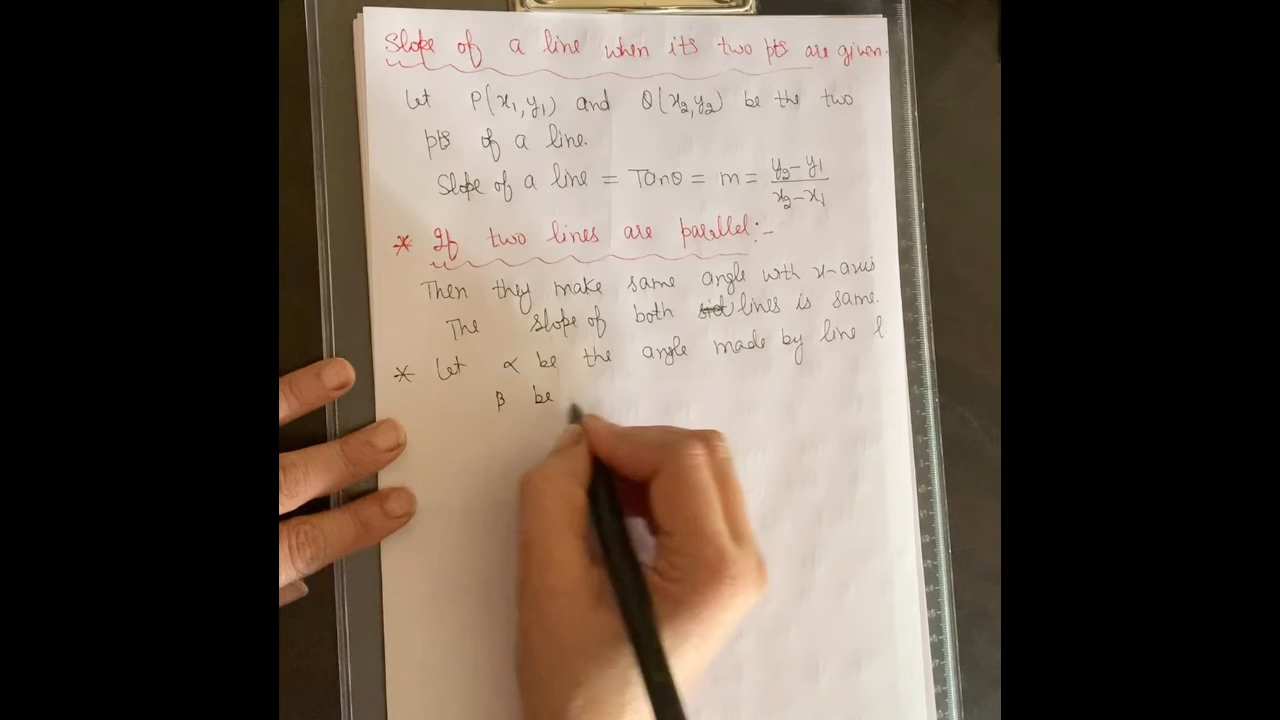 Slope of a line when its two pts are given.
Let P(x₁,y₁) and Q(x₂,y₂) be the two
pts of a line.
Slope of a line = Tanθ = m = y₂-y₁/x₂-x₁
* If two lines are parallel:-
Then they make same angle with x-axis
The slope of both lines is same.
* Let α be the angle made by line l
β be